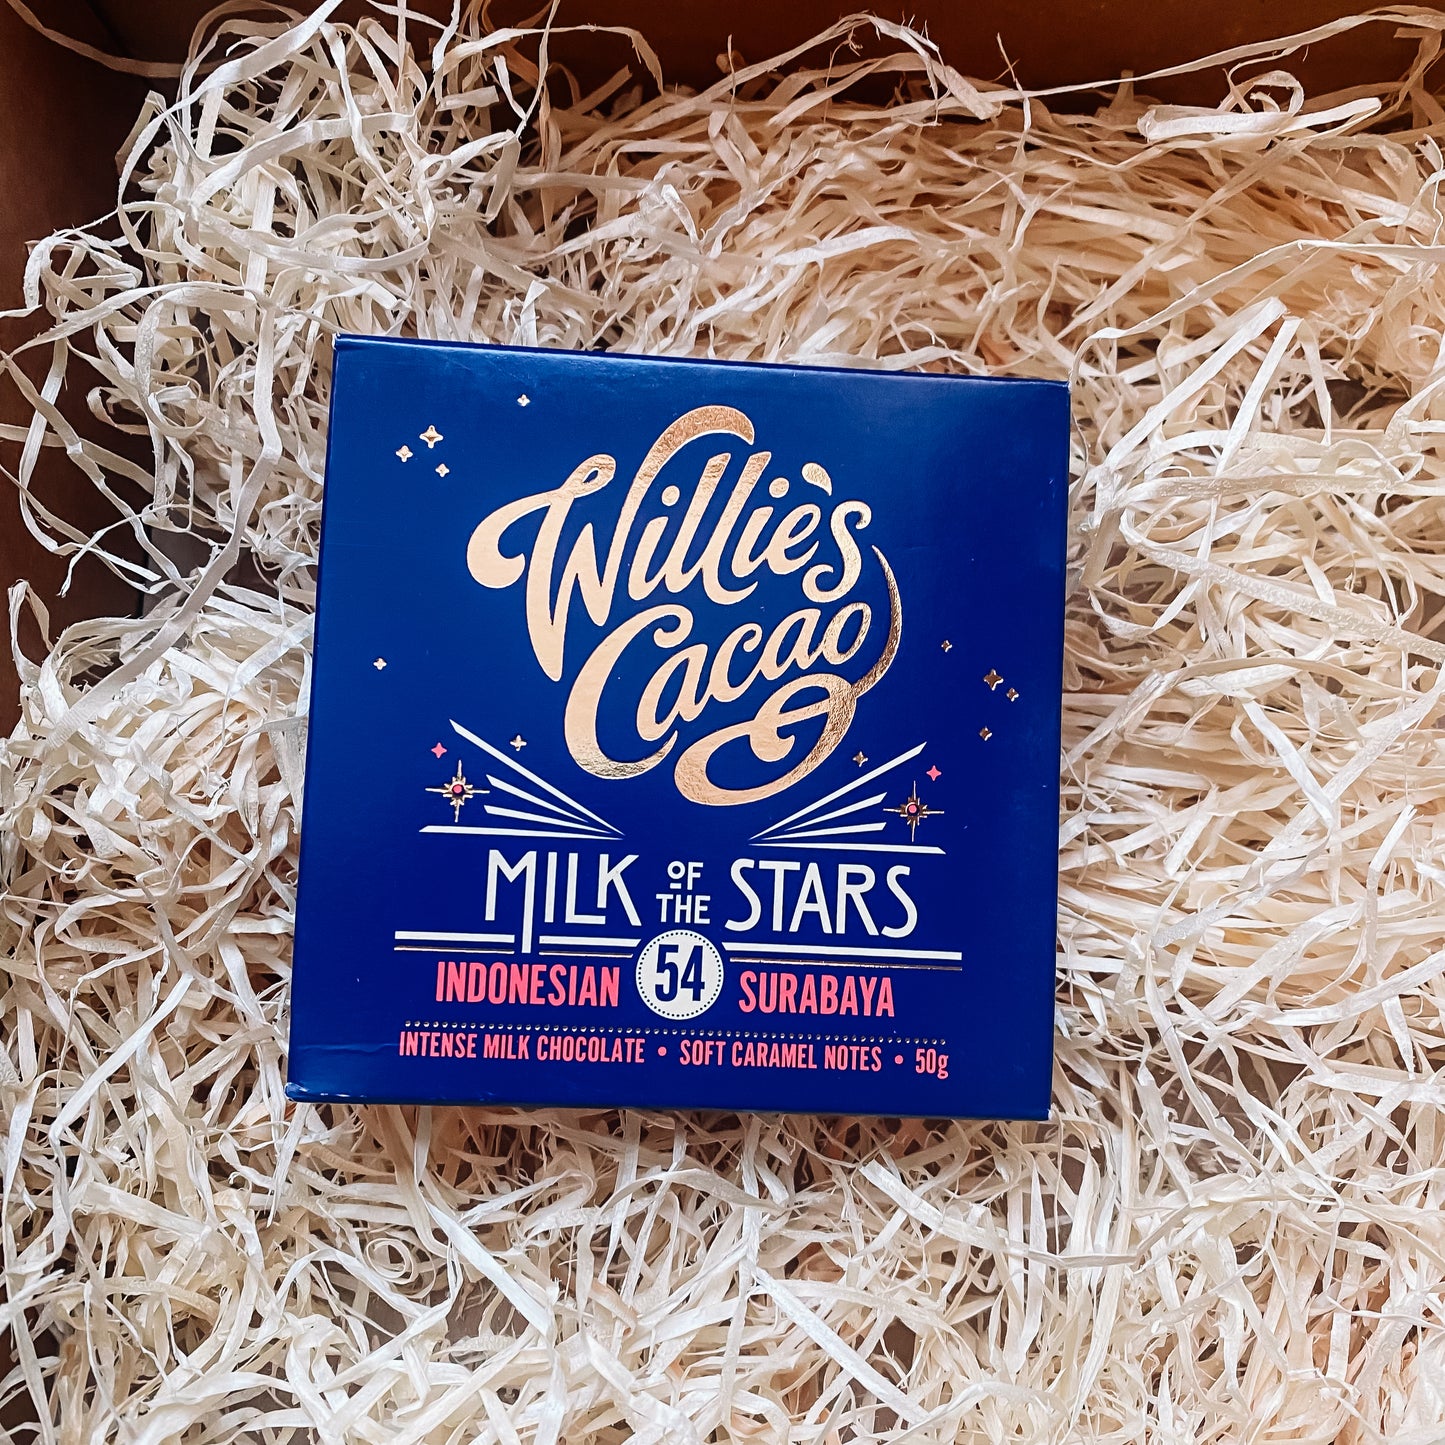 Willie's
Cacao
MILK OF THE STARS
INDONESIAN 54 SURABAYA
INTENSE MILK CHOCOLATE • SOFT CARAMEL NOTES • 50g